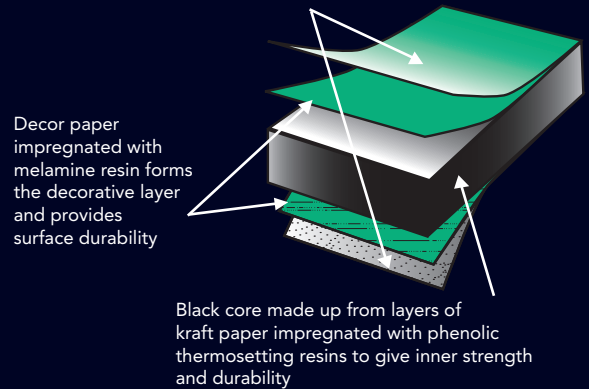 Decor paper
impregnated with
melamine resin forms
the decorative layer
and provides
surface durability
Black core made up from layers of
kraft paper impregnated with phenolic
thermosetting resins to give inner strength
and durability